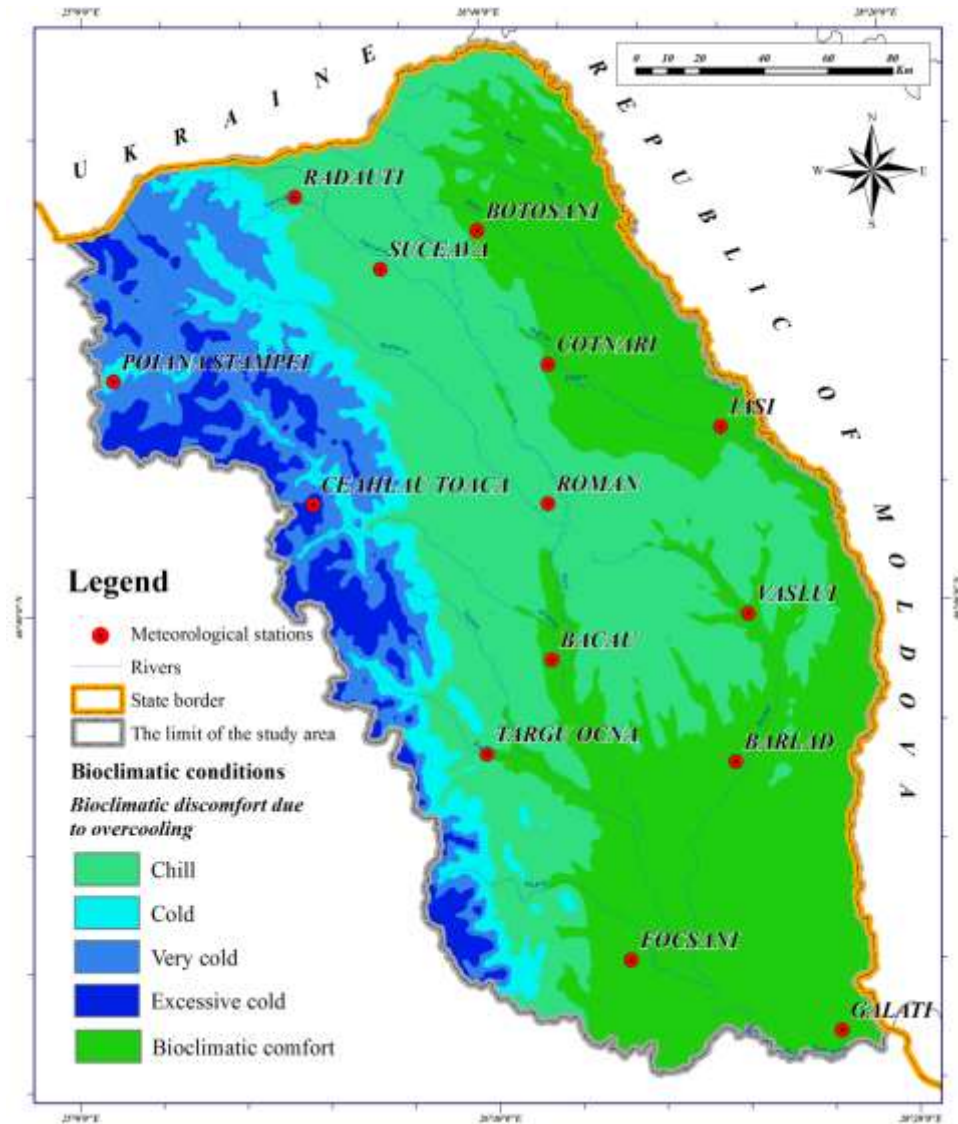 UKRAINE
REPUBLIC OF MOLDOVA
0 10 20 40 60 80
Km
N
W E
S
RADAUTI
BOTOSANI
SUCEAVA
COTNARI
POIANA STAMPEI
IASI
CEAHLAU TOACA
ROMAN
VASLUI
BACAU
TARGU OCNA
BARLAD
FOCSANI
GALATI
Legend
Meteorological stations
Rivers
State border
The limit of the study area
Bioclimatic conditions
Bioclimatic discomfort due
to overcooling
Chill
Cold
Very cold
Excessive cold
Bioclimatic comfort